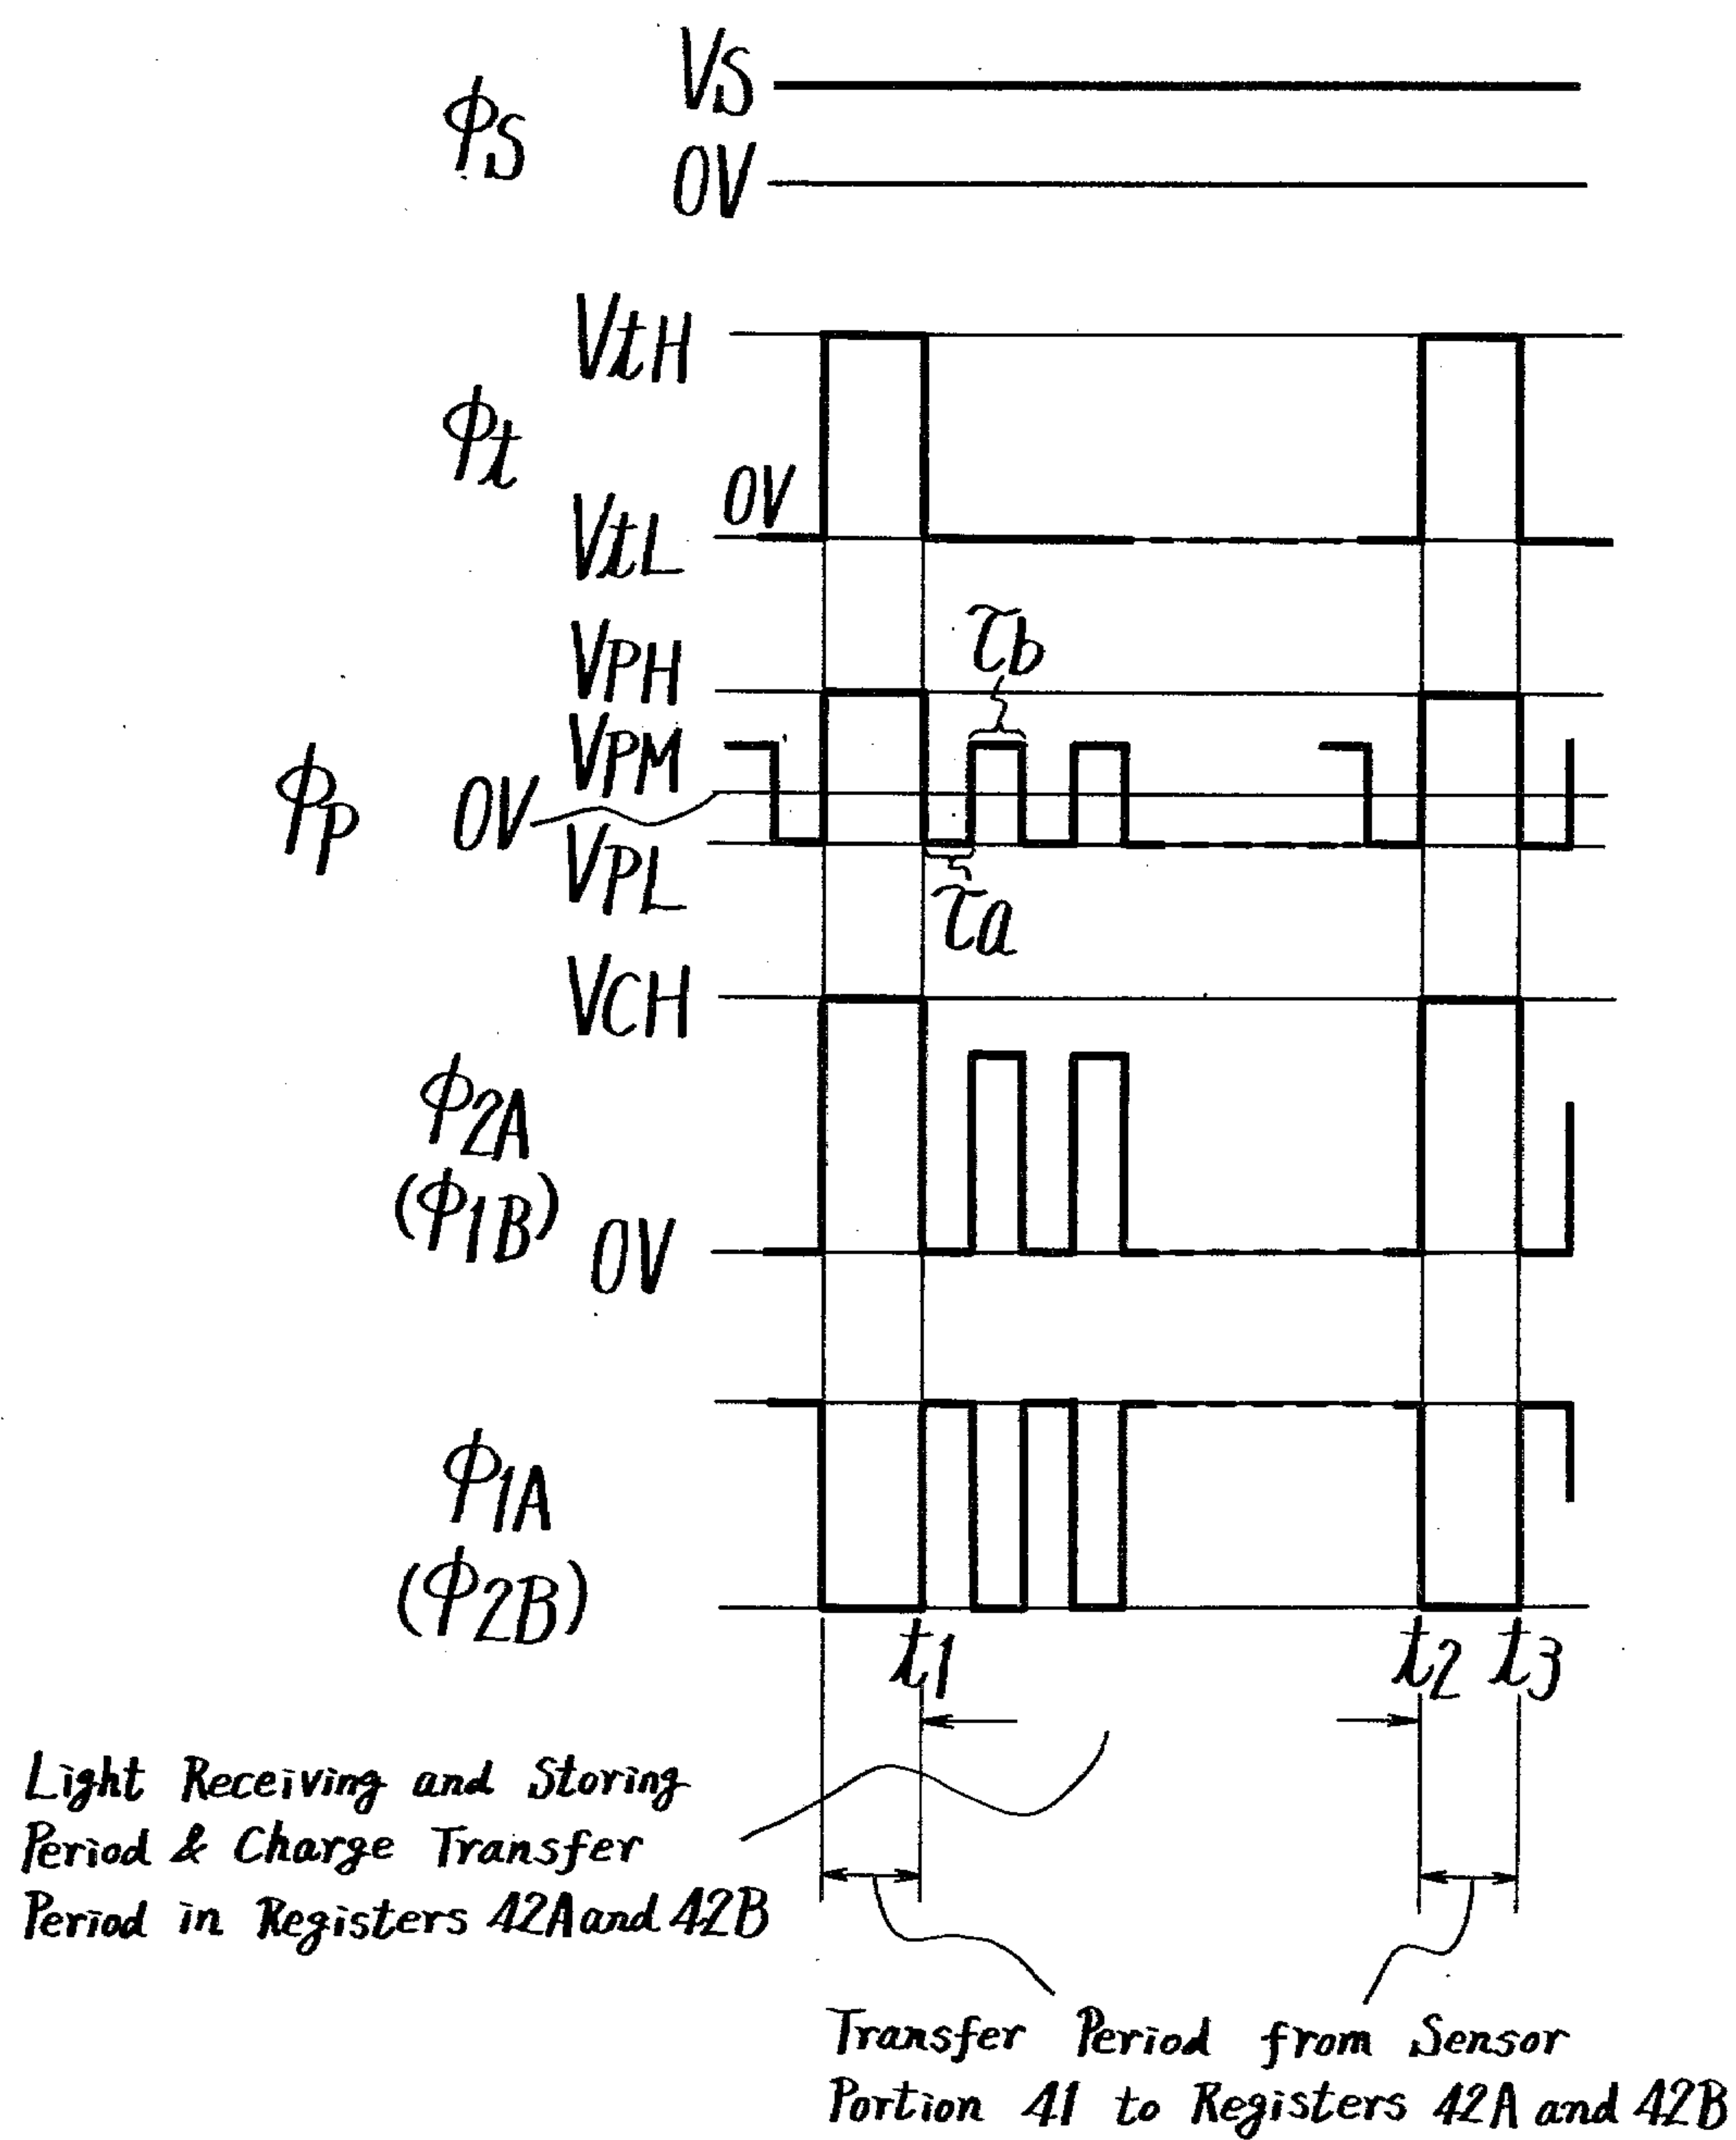 VS
ϕS
0V
VtH
ϕt
0V
VtL
τb
VPH
VPM
ϕP
0V
VPL
τa
VCH
ϕ2A
(ϕ1B)
0V
ϕ1A
(ϕ2B)
t1
t2
t3
Light Receiving and Storing
Period & Charge Transfer
Period in Registers 42A and 42B
Transfer Period from Sensor
Portion 41 to Registers 42A and 42B